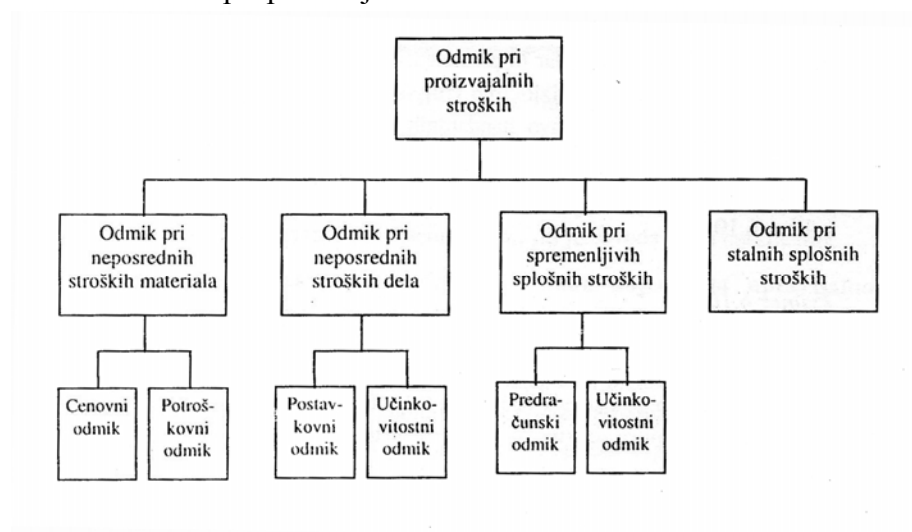 Odmik pri
proizvajalnih
stroških
Odmik pri
neposrednih
stroških materiala
Odmik pri
neposrednih
stroških dela
Odmik pri
spremenljivih
splošnih stroških
Odmik pri
stalnih splošnih
stroških
Cenovni
odmik
Potroš-
kovni
odmik
Postav-
kovni
odmik
Učinko-
vitostni
odmik
Predra-
čunski
odmik
Učinko-
vitostni
odmik